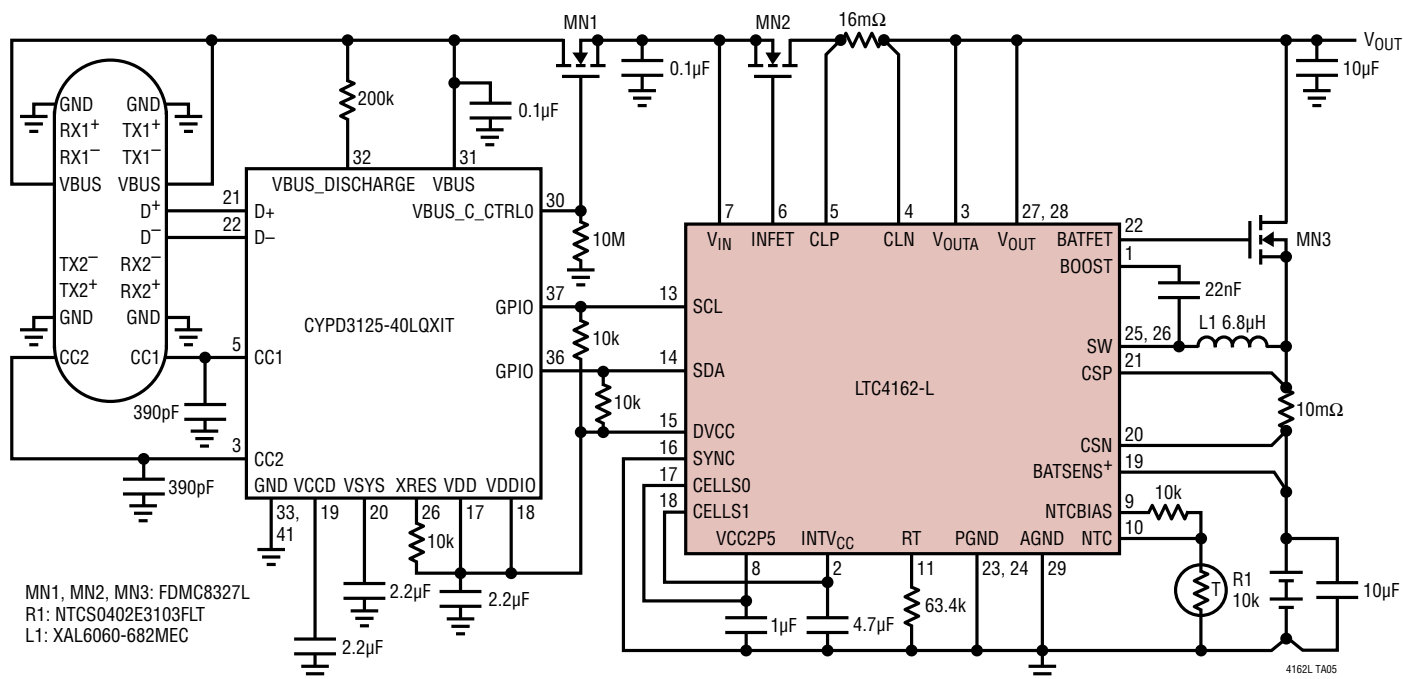 MN1
MN2
16mΩ
VOUT
0.1µF
10µF
200k
0.1µF
GND GND
RX1+ TX1+
RX1– TX1–
VBUS VBUS
D+
D–
TX2– RX2–
TX2+ RX2+
GND GND
CC2 CC1
32 31
VBUS_DISCHARGE VBUS
21 D+
22 D–
VBUS_C_CTRL0 30
10M
GPIO 37
10k
GPIO 36
10k
CYPD3125-40LQXIT
5 CC1
390pF
3 CC2
390pF
GND VCCD VSYS XRES VDD VDDIO
33, 41 19 20 26 17 18
10k
2.2µF
2.2µF
2.2µF
7 6 5 4 3 27, 28
VIN INFET CLP CLN VOUTA VOUT
BATFET 22
MN3
BOOST 1
22nF
13 SCL
L1 6.8µH
SW 25, 26
14 SDA
CSP 21
LTC4162-L
10mΩ
15 DVCC
CSN 20
16 SYNC
BATSENS+ 19
17 CELLS0
18 CELLS1
NTCBIAS 9
10k
NTC 10
VCC2P5 INTVCC RT PGND AGND
8 2 11 23, 24 29
63.4k
1µF
4.7µF
T
R1
10k
10µF
MN1, MN2, MN3: FDMC8327L
R1: NTCS0402E3103FLT
L1: XAL6060-682MEC
4162L TA05